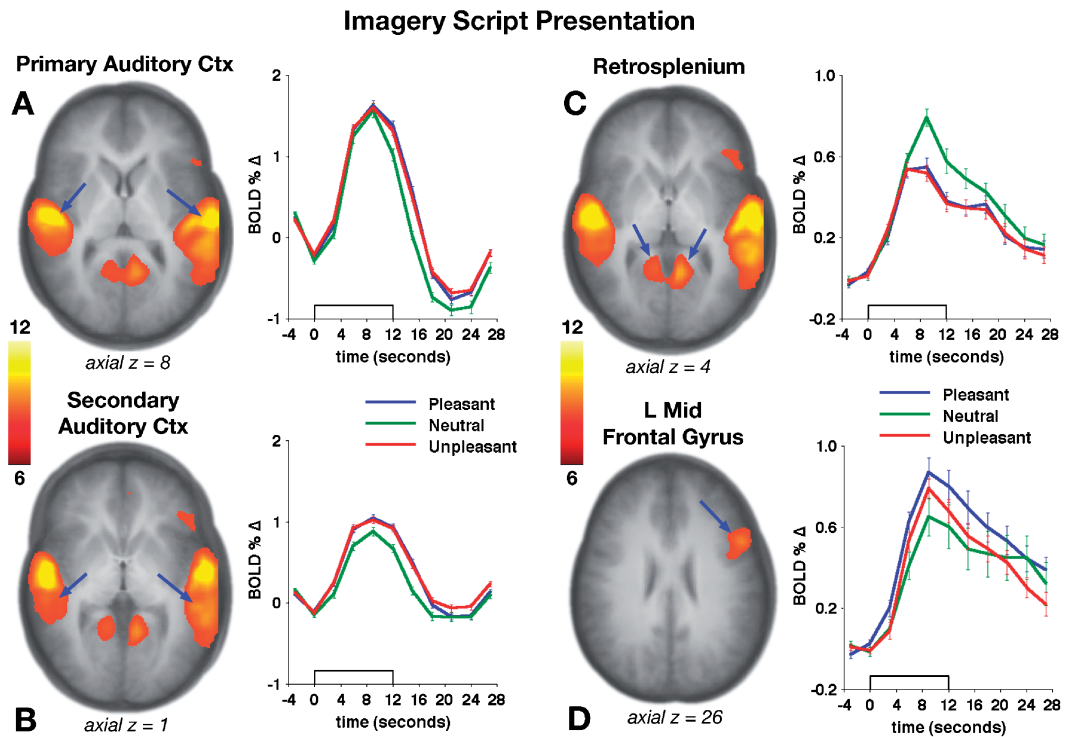 Imagery Script Presentation
Primary Auditory Ctx
A
axial z = 8
BOLD % Δ
2
1
0
-1
-4 0 4 8 12 16 20 24 28
time (seconds)
Retrosplenium
C
axial z = 4
BOLD % Δ
1.0
0.6
0.2
-0.2
-4 0 4 8 12 16 20 24 28
time (seconds)
12
6
12
6
Secondary
Auditory Ctx
B
axial z = 1
Pleasant
Neutral
Unpleasant
BOLD % Δ
2
1
0
-1
-4 0 4 8 12 16 20 24 28
time (seconds)
L Mid
Frontal Gyrus
D
axial z = 26
Pleasant
Neutral
Unpleasant
BOLD % Δ
1.0
0.6
0.2
-0.2
-4 0 4 8 12 16 20 24 28
time (seconds)